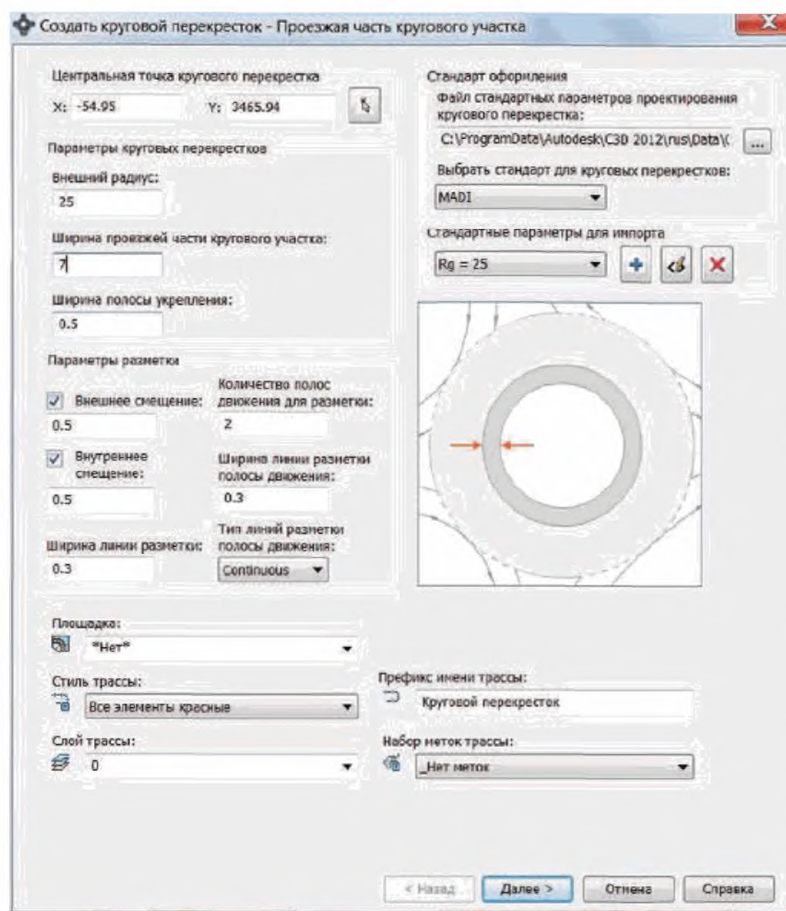 Создать круговой перекресток - Проезжая часть кругового участка
Центральная точка кругового перекрестка
X: -54.95 Y: 3465.94
Параметры круговых перекрестков
Внешний радиус:
25
Ширина проезжей части кругового участка:
7
Ширина полосы укрепления:
0.5
Параметры разметки
Внешнее смещение:
0.5
Количество полос
движения для разметки:
2
Внутреннее
смещение:
0.5
Ширина линии разметки
полосы движения:
0.3
Ширина линии разметки:
0.3
Тип линий разметки
полосы движения:
Continuous
Стандарт оформления
Файл стандартных параметров проектирования
кругового перекрестка:
C:\ProgramData\Autodesk\C3D 2012\rus\Data\( ...
Выбрать стандарт для круговых перекрестков:
MADI
Стандартные параметры для импорта
Rg = 25
Площадка:
*Нет*
Стиль трассы:
Все элементы красные
Префикс имени трассы:
Круговой перекресток
Слой трассы:
0
Набор меток трассы:
_Нет меток
< Назад Далее > Отмена Справка